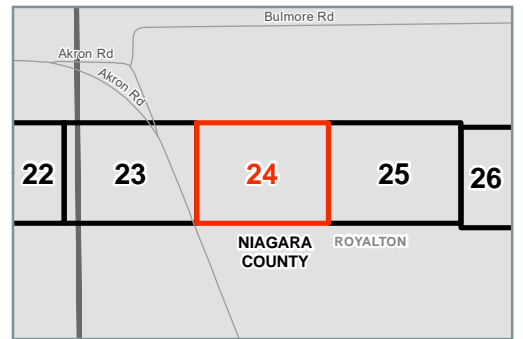 Bulmore Rd
Akron Rd
Akron Rd
22
23
24
25
26
NIAGARA
COUNTY
ROYALTON